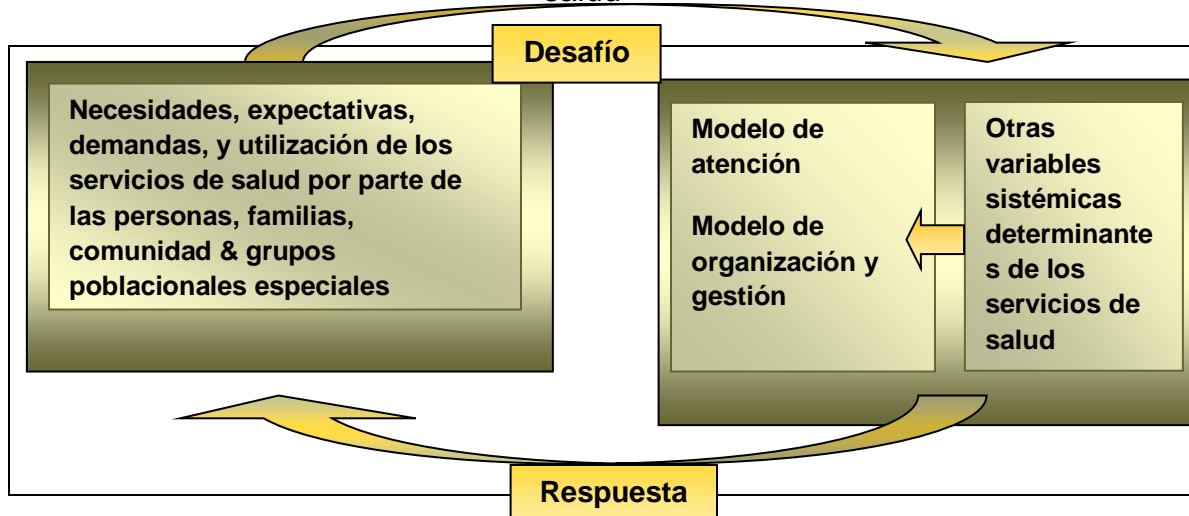 Desafío
Necesidades, expectativas,
demandas, y utilización de los
servicios de salud por parte de
las personas, familias,
comunidad & grupos
poblacionales especiales
Modelo de
atención
Modelo de
organización y
gestión
Otras
variables
sistémicas
determinante
s de los
servicios de
salud
Respuesta